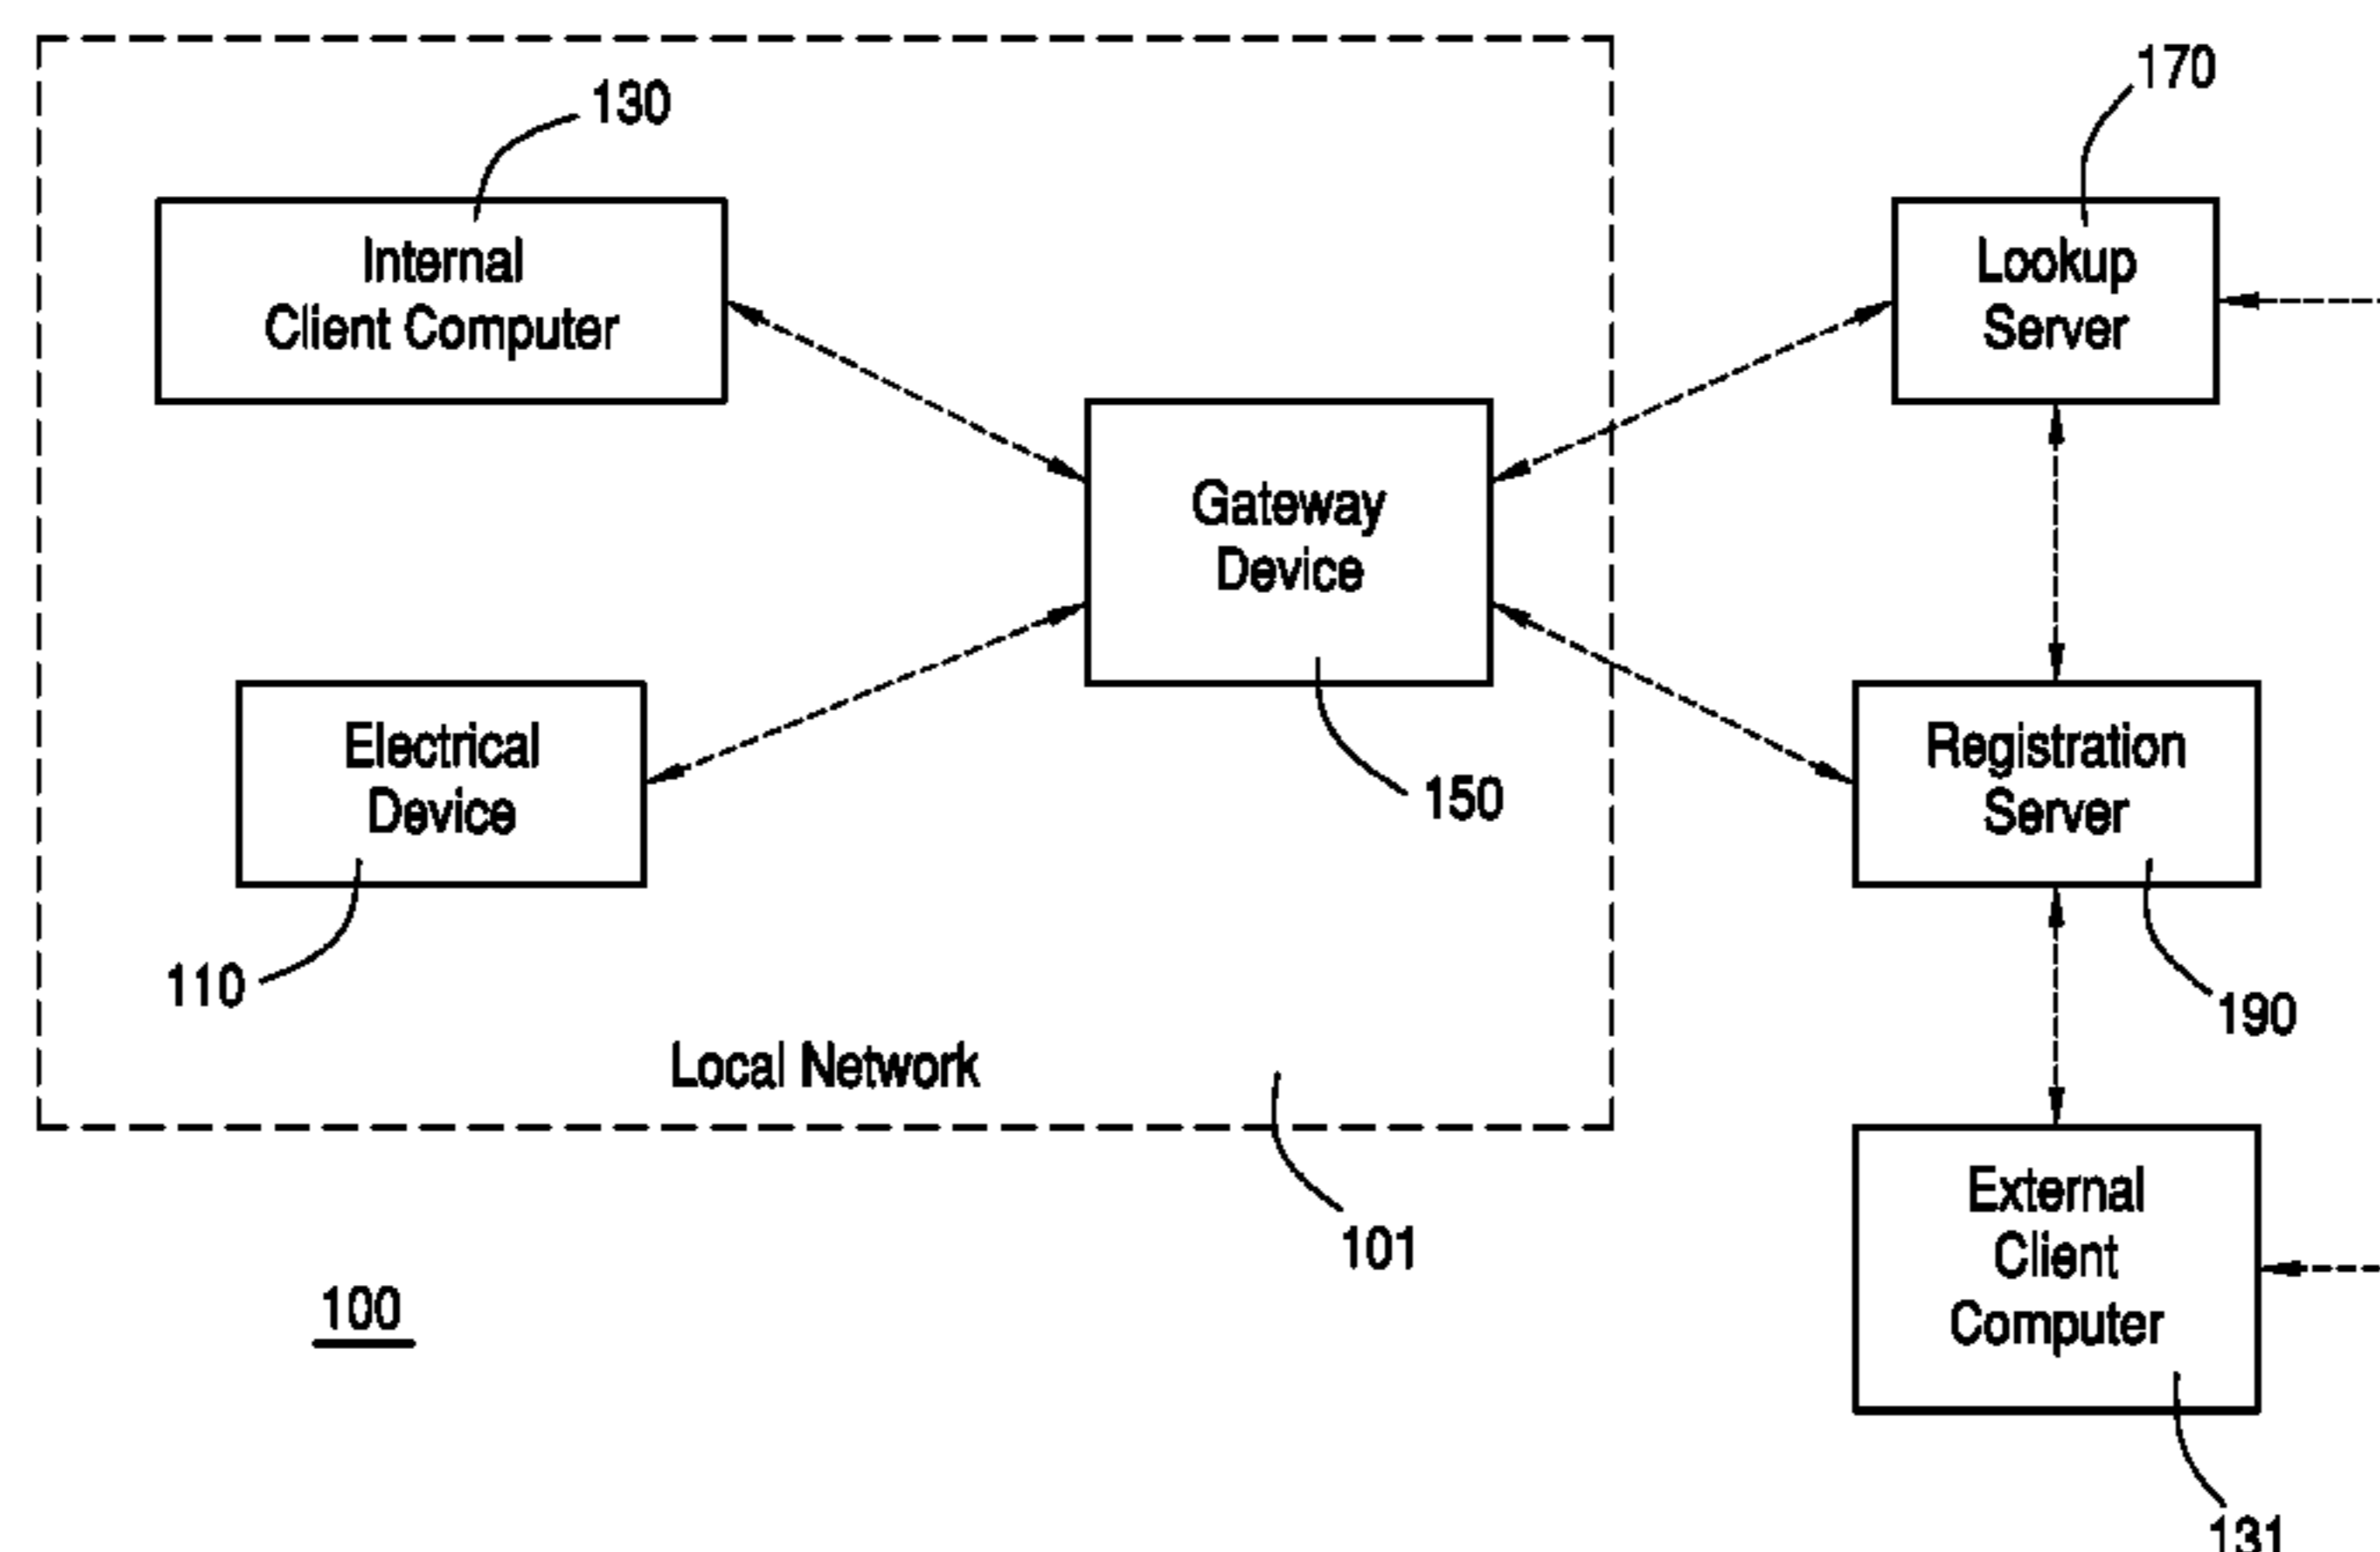 130
170
Internal
Client Computer
Lookup
Server
Gateway
Device
Electrical
Device
150
Registration
Server
110
190
Local Network
101
External
Client
Computer
100
131